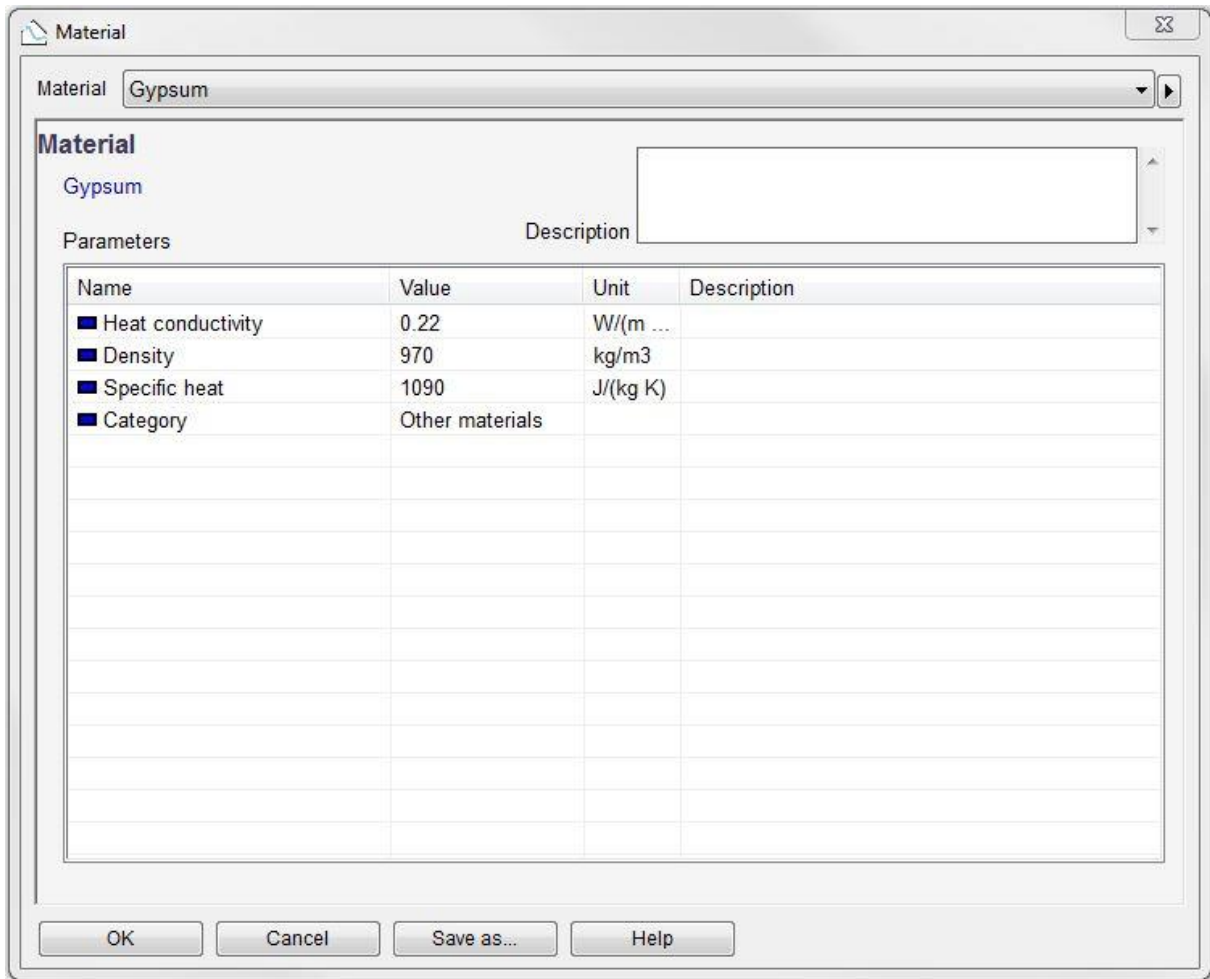 Material
Material Gypsum
Material
Gypsum
Description
Parameters
Name Value Unit Description
Heat conductivity 0.22 W/(m ...
Density 970 kg/m3
Specific heat 1090 J/(kg K)
Category Other materials
OK Cancel Save as... Help